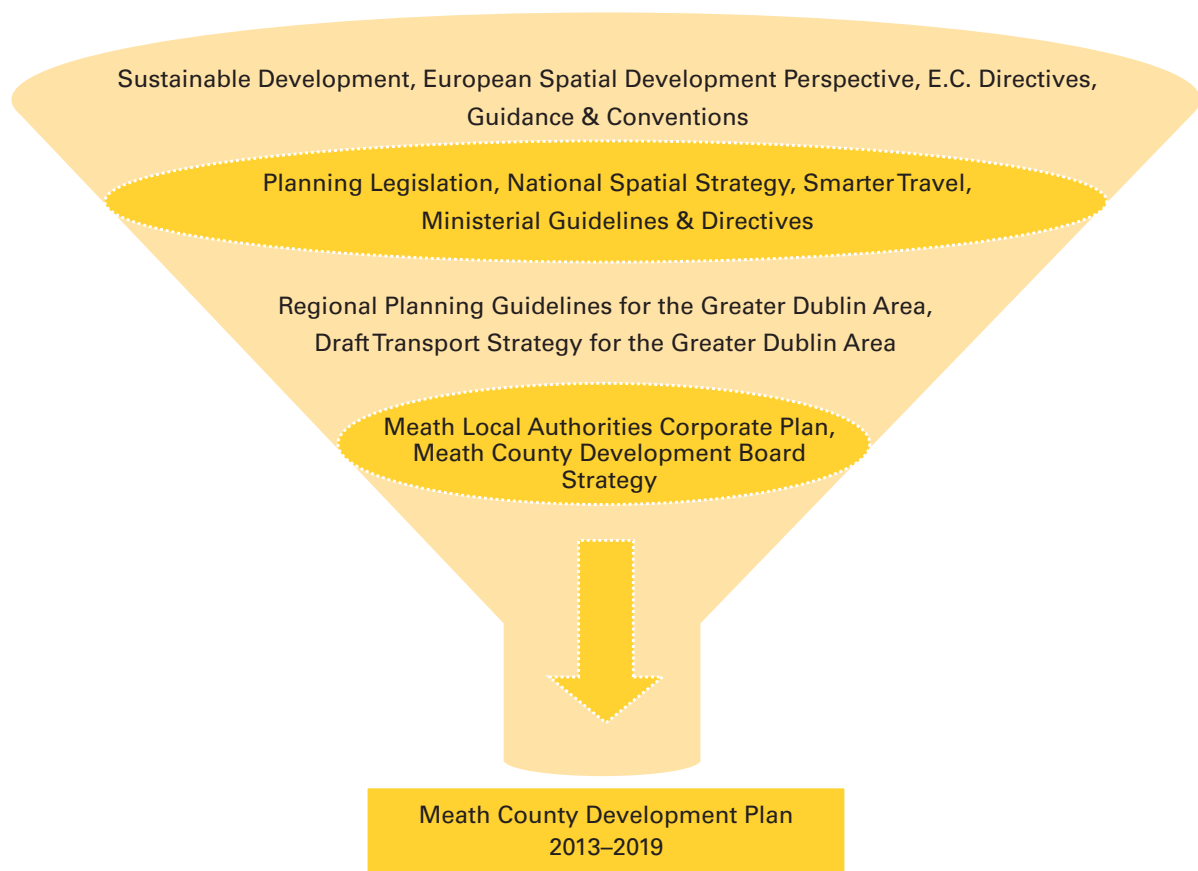 Sustainable Development, European Spatial Development Perspective, E.C. Directives,
Guidance & Conventions
Planning Legislation, National Spatial Strategy, Smarter Travel,
Ministerial Guidelines & Directives
Regional Planning Guidelines for the Greater Dublin Area,
Draft Transport Strategy for the Greater Dublin Area
Meath Local Authorities Corporate Plan,
Meath County Development Board
Strategy
Meath County Development Plan
2013–2019